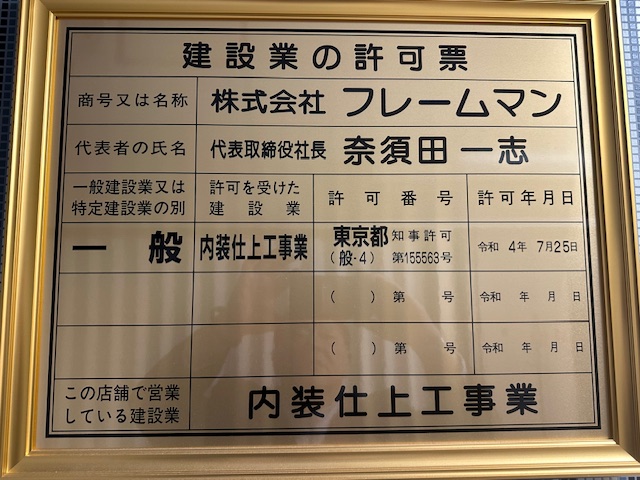 建設業の許可票
商号又は名称 株式会社 フレームマン
代表者の氏名 代表取締役社長 奈須田 一志
一般建設業又は 許可を受けた 許可番号 許可年月日
特定建設業の別 建設業
一般 内装仕上工事業 東京都 知事許可 令和 4年 7月25日
(般-4) 第155563号
( ) 第 号 令和 年 月 日
( ) 第 号 令和 年 月 日
この店舗で営業 内装仕上工事業
している建設業